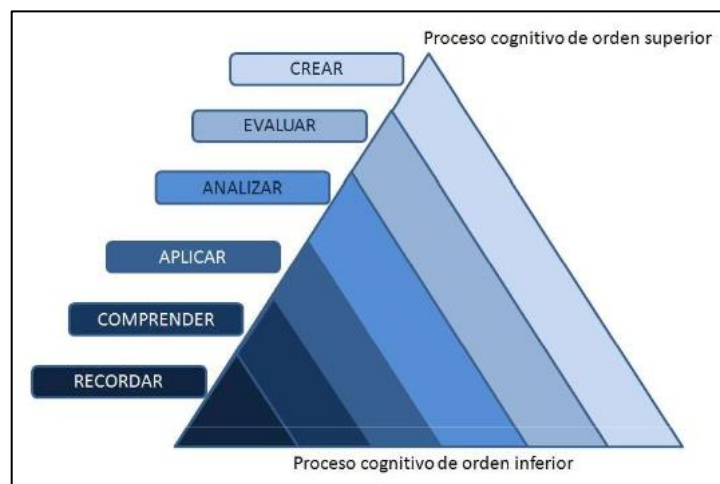 Proceso cognitivo de orden superior
CREAR
EVALUAR
ANALIZAR
APLICAR
COMPRENDER
RECORDAR
Proceso cognitivo de orden inferior